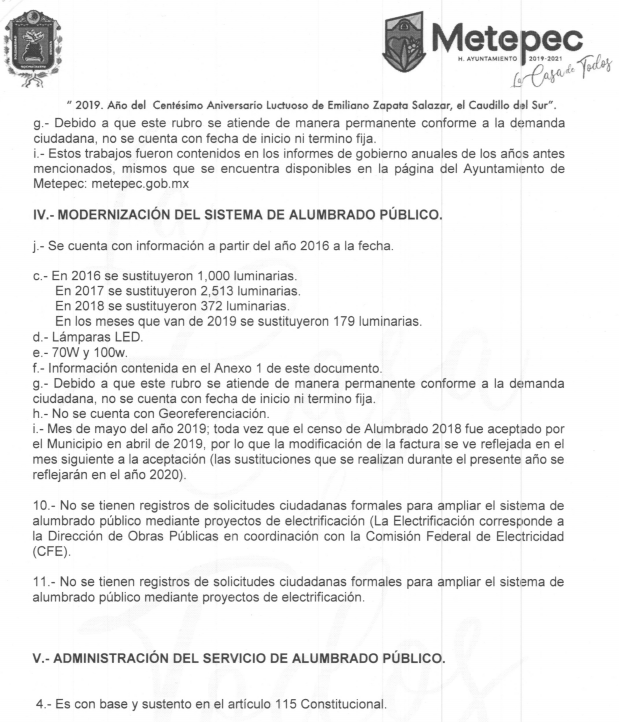 Metepec
H. AYUNTAMIENTO 2019-2021
La Casa de Todos
" 2019. Año del Centésimo Aniversario Luctuoso de Emiliano Zapata Salazar, el Caudillo del Sur".
g.- Debido a que este rubro se atiende de manera permanente conforme a la demanda
ciudadana, no se cuenta con fecha de inicio ni termino fija.
i.- Estos trabajos fueron contenidos en los informes de gobierno anuales de los años antes
mencionados, mismos que se encuentra disponibles en la página del Ayuntamiento de
Metepec: metepec.gob.mx
IV.- MODERNIZACIÓN DEL SISTEMA DE ALUMBRADO PÚBLICO.
j.- Se cuenta con información a partir del año 2016 a la fecha.
c.- En 2016 se sustituyeron 1,000 luminarias.
En 2017 se sustituyeron 2,513 luminarias.
En 2018 se sustituyeron 372 luminarias.
En los meses que van de 2019 se sustituyeron 179 luminarias.
d.- Lámparas LED.
e.- 70W y 100w.
f.- Información contenida en el Anexo 1 de este documento.
g.- Debido a que este rubro se atiende de manera permanente conforme a la demanda
ciudadana, no se cuenta con fecha de inicio ni termino fija.
h.- No se cuenta con Georeferenciación.
i.- Mes de mayo del año 2019; toda vez que el censo de Alumbrado 2018 fue aceptado por
el Municipio en abril de 2019, por lo que la modificación de la factura se ve reflejada en el
mes siguiente a la aceptación (las sustituciones que se realizan durante el presente año se
reflejarán en el año 2020).
10.- No se tienen registros de solicitudes ciudadanas formales para ampliar el sistema de
alumbrado público mediante proyectos de electrificación (La Electrificación corresponde a
la Dirección de Obras Públicas en coordinación con la Comisión Federal de Electricidad
(CFE).
11.- No se tienen registros de solicitudes ciudadanas formales para ampliar el sistema de
alumbrado público mediante proyectos de electrificación.
V.- ADMINISTRACIÓN DEL SERVICIO DE ALUMBRADO PÚBLICO.
4.- Es con base y sustento en el artículo 115 Constitucional.